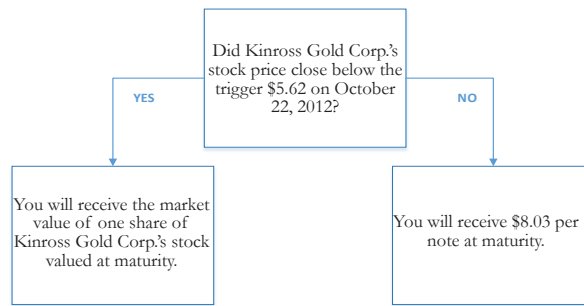 Did Kinross Gold Corp.'s
stock price close below the
trigger $5.62 on October
22, 2012?
YES
NO
You will receive the market
value of one share of
Kinross Gold Corp.'s stock
valued at maturity.
You will receive $8.03 per
note at maturity.